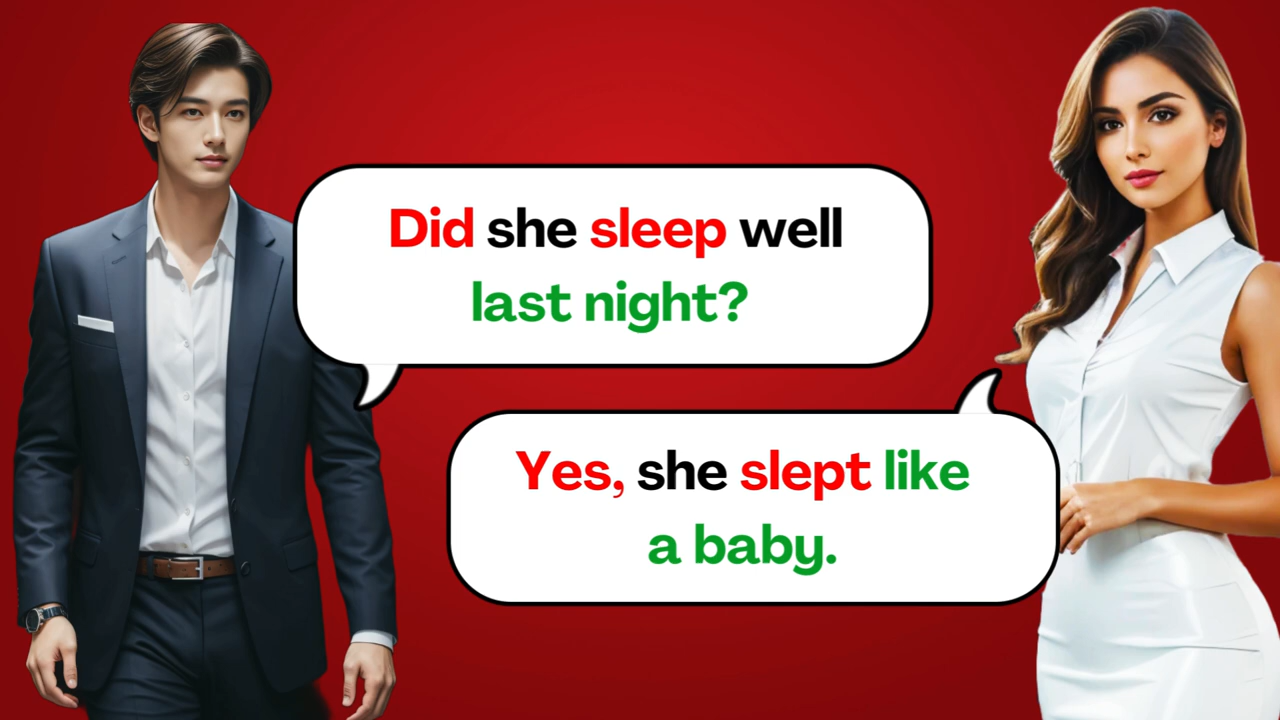 Did she sleep well
last night?
Yes, she slept like
a baby.